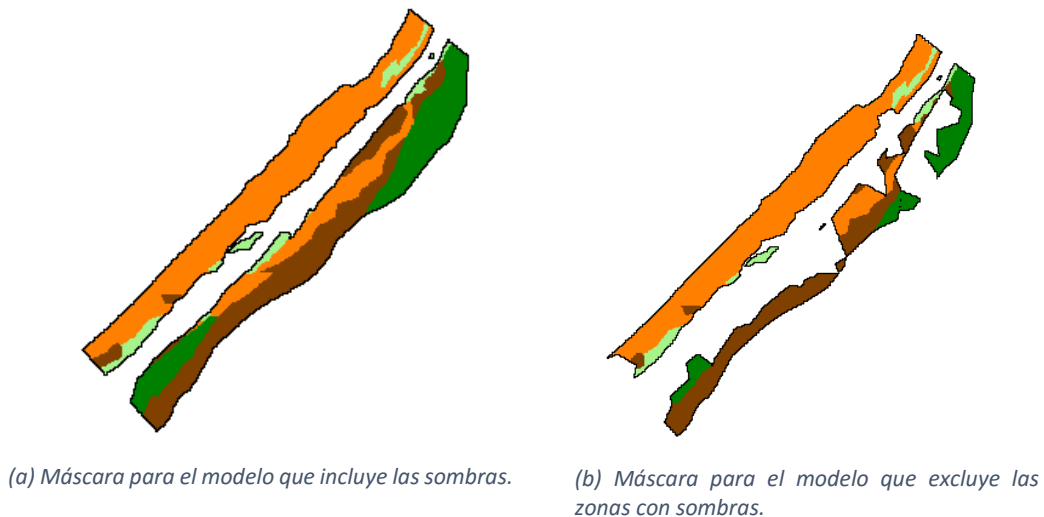 (a) Máscara para el modelo que incluye las sombras.
(b) Máscara para el modelo que excluye las
zonas con sombras.